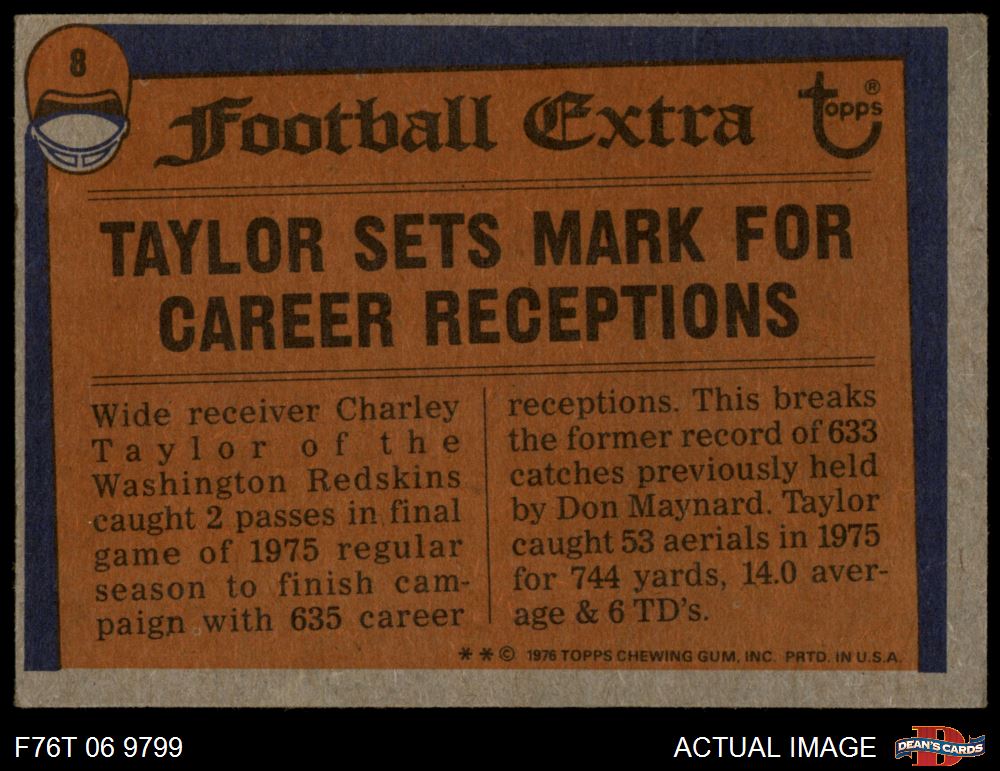 8
Football Extra
Topps®
TAYLOR SETS MARK FOR
CAREER RECEPTIONS
Wide receiver Charley
Taylor of the
Washington Redskins
caught 2 passes in final
game of 1975 regular
season to finish cam-
paign with 635 career
receptions. This breaks
the former record of 633
catches previously held
by Don Maynard. Taylor
caught 53 aerials in 1975
for 744 yards, 14.0 aver-
age & 6 TD's.
** © 1976 TOPPS CHEWING GUM, INC. PRTD. IN U.S.A.
F76T 06 9799
ACTUAL IMAGE
D
DEAN'S CARDS